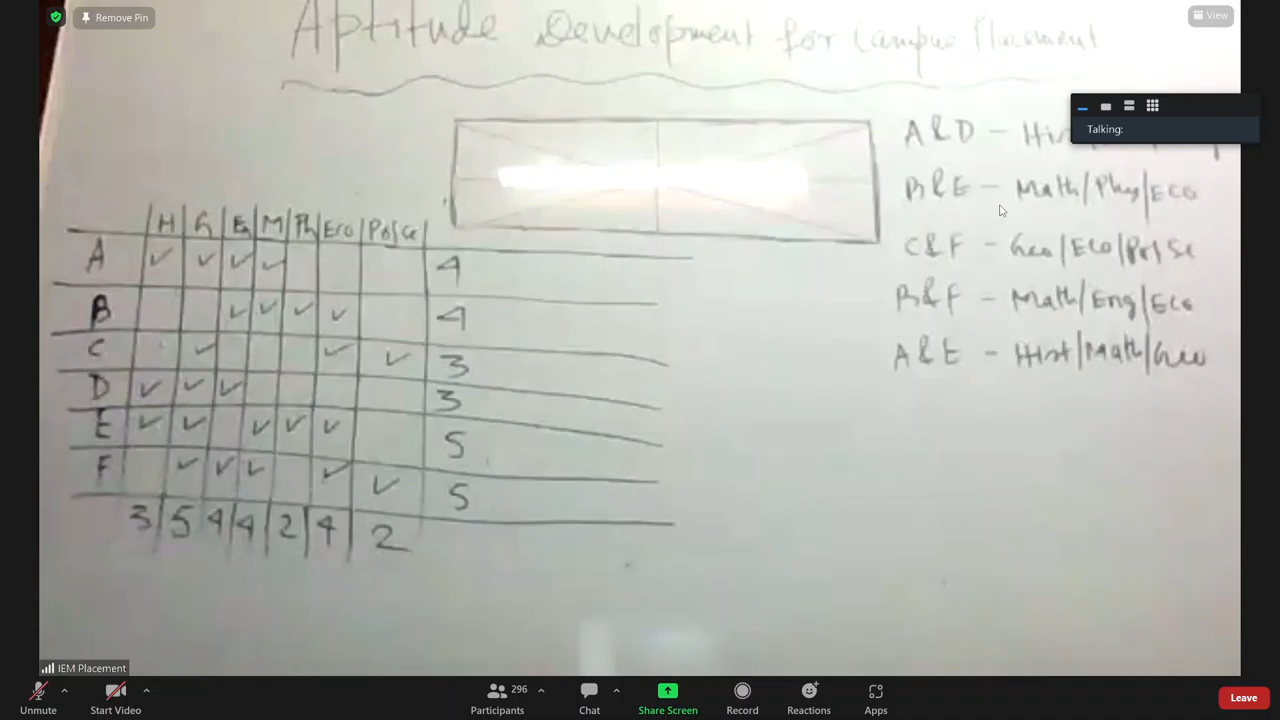 Remove Pin
View
Aptitude Development for Campus Placement
Talking:
A & D -
B & E - Math/Phy/ECO
C & F - Geo/Eco/Pol Sc
B & F - Math/Eng/Eco
A & E - Hist/Math/Geo
H G En M Ph Eco Pol Sc
A ✓ ✓ ✓ ✓ 4
B ✓ ✓ ✓ ✓ 4
C ✓ ✓ ✓ 3
D ✓ ✓ ✓ 3
E ✓ ✓ ✓ ✓ ✓ 5
F ✓ ✓ ✓ ✓ ✓ 5
3 5 4 4 2 4 2
IEM Placement
296
Unmute Start Video Participants Chat Share Screen Record Reactions Apps Leave